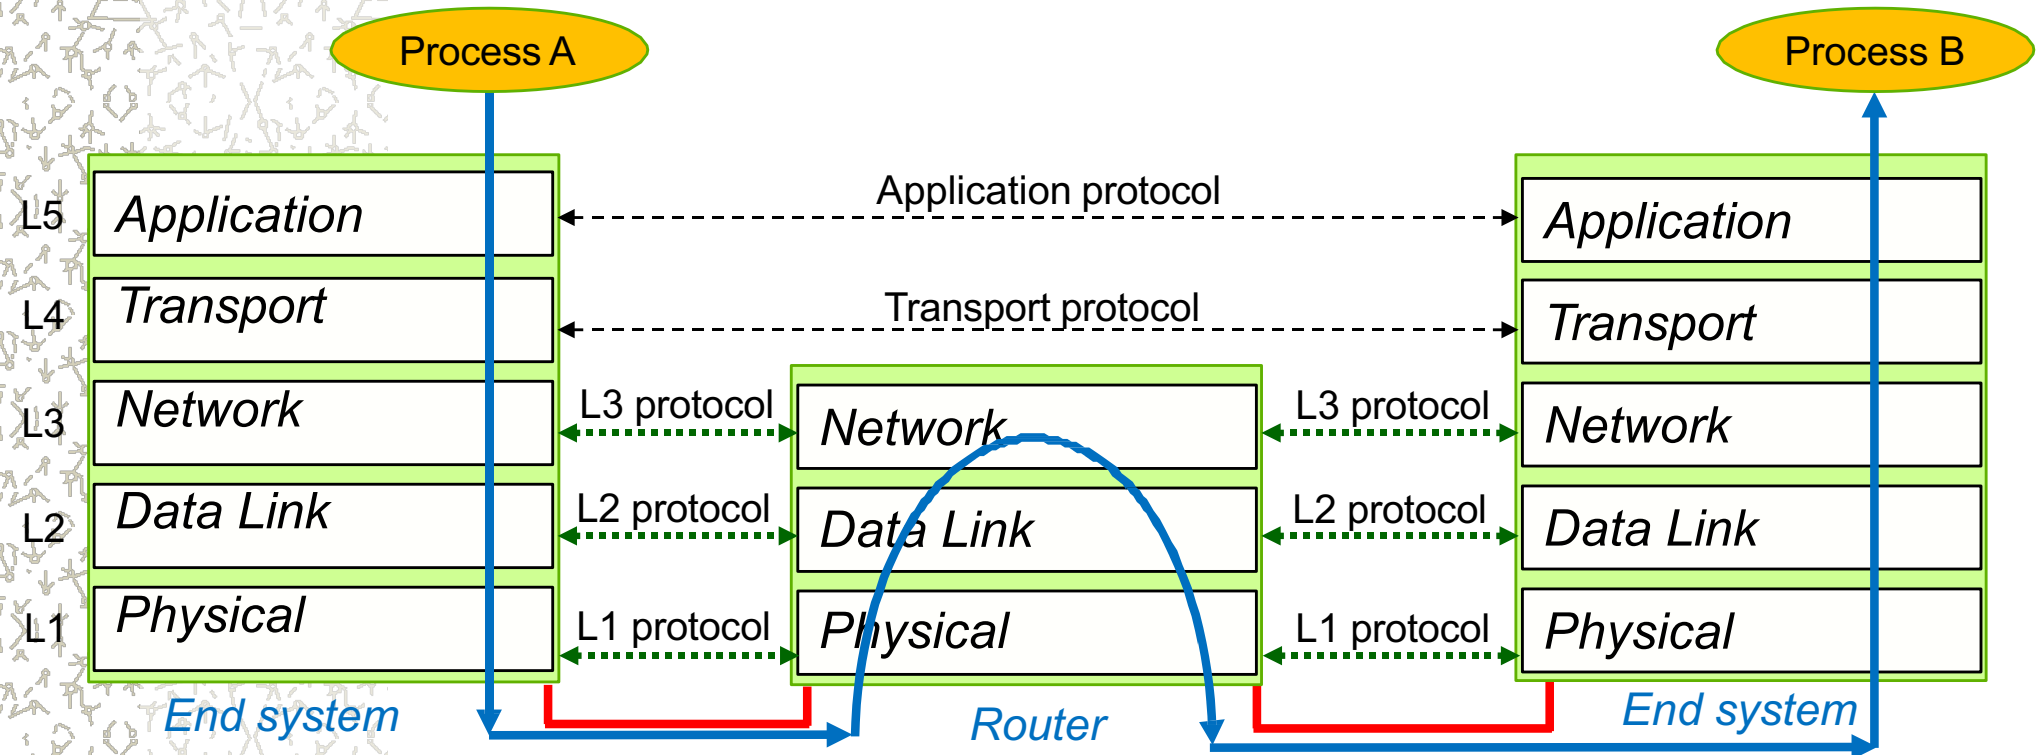 Process A
Process B
L5
Application
Application protocol
Application
L4
Transport
Transport protocol
Transport
L3
Network
L3 protocol
Network
L3 protocol
Network
L2
Data Link
L2 protocol
Data Link
L2 protocol
Data Link
L1
Physical
L1 protocol
Physical
L1 protocol
Physical
End system
Router
End system